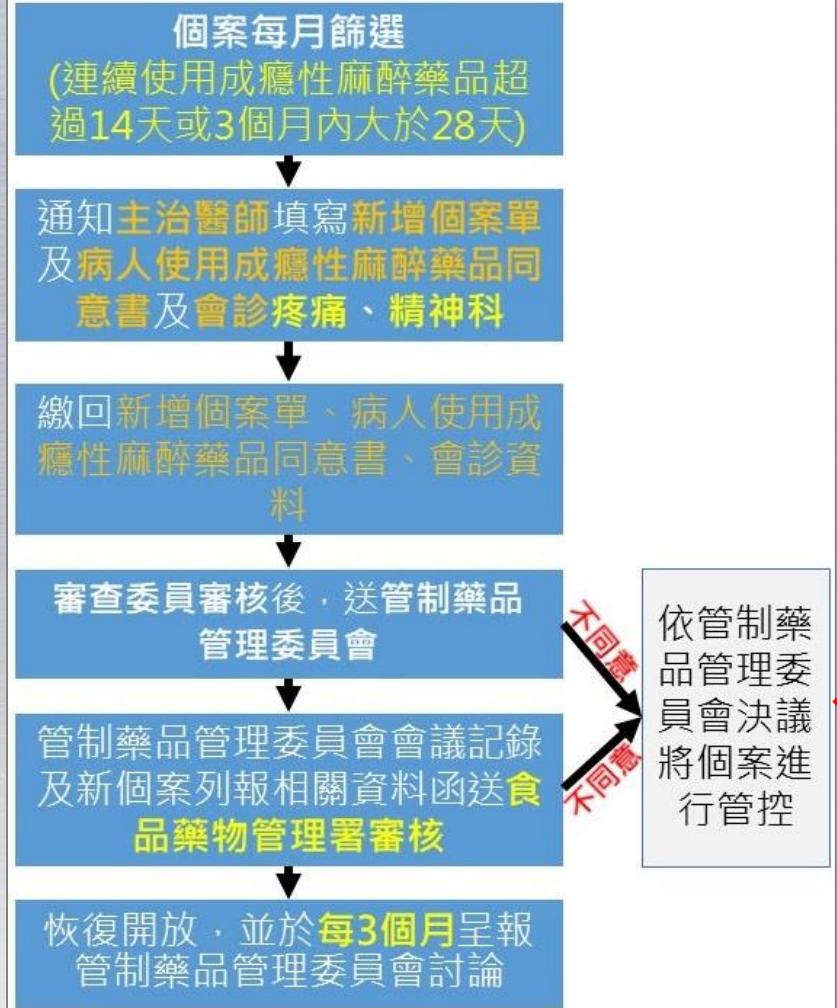 個案每月篩選
(連續使用成癮性麻醉藥品超
過14天或3個月內大於28天)
通知主治醫師填寫新增個案單
及病人使用成癮性麻醉藥品同
意書及會診疼痛、精神科
繳回新增個案單、病人使用成
癮性麻醉藥品同意書、會診資
料
審查委員審核後，送管制藥品
管理委員會
不同意
依管制藥
品管理委
員會決議
將個案進
行管控
管制藥品管理委員會會議記錄
及新個案列報相關資料函送食
品藥物管理署審核
不同意
恢復開放，並於每3個月呈報
管制藥品管理委員會討論